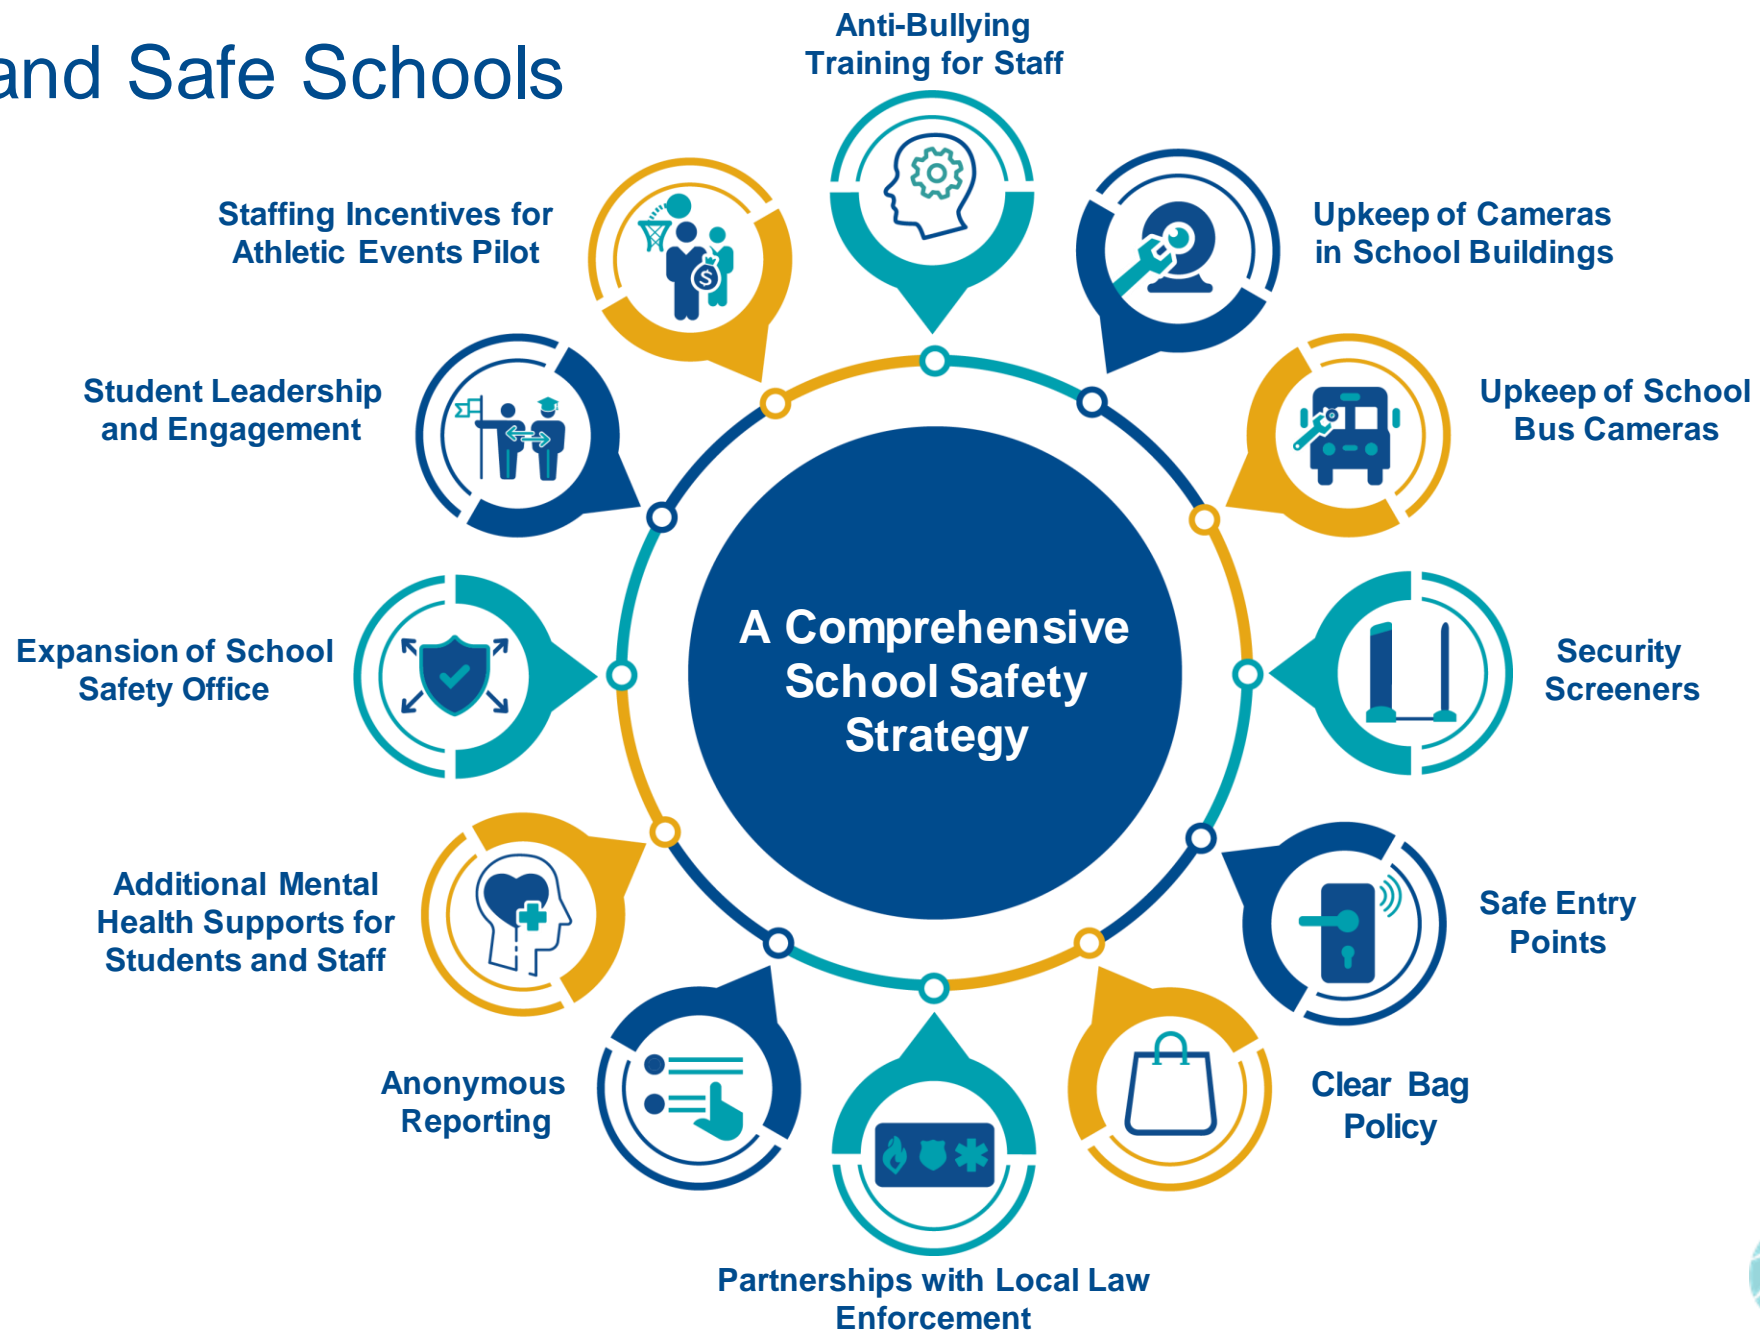 and Safe Schools
Anti-Bullying
Training for Staff
Upkeep of Cameras
in School Buildings
Upkeep of School
Bus Cameras
Security
Screeners
Safe Entry
Points
Clear Bag
Policy
Partnerships with Local Law
Enforcement
Anonymous
Reporting
Additional Mental
Health Supports for
Students and Staff
Expansion of School
Safety Office
Student Leadership
and Engagement
Staffing Incentives for
Athletic Events Pilot
$
A Comprehensive
School Safety
Strategy